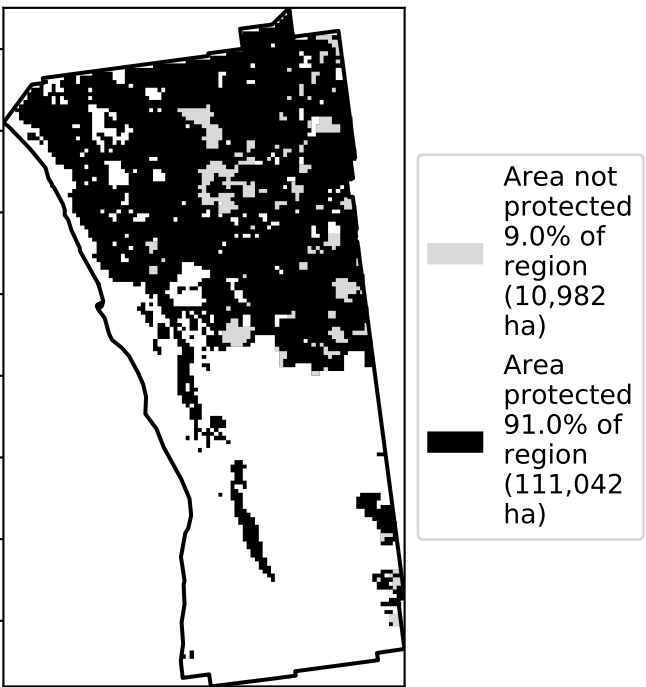 Area not
protected
9.0% of
region
(10,982
ha)
Area
protected
91.0% of
region
(111,042
ha)